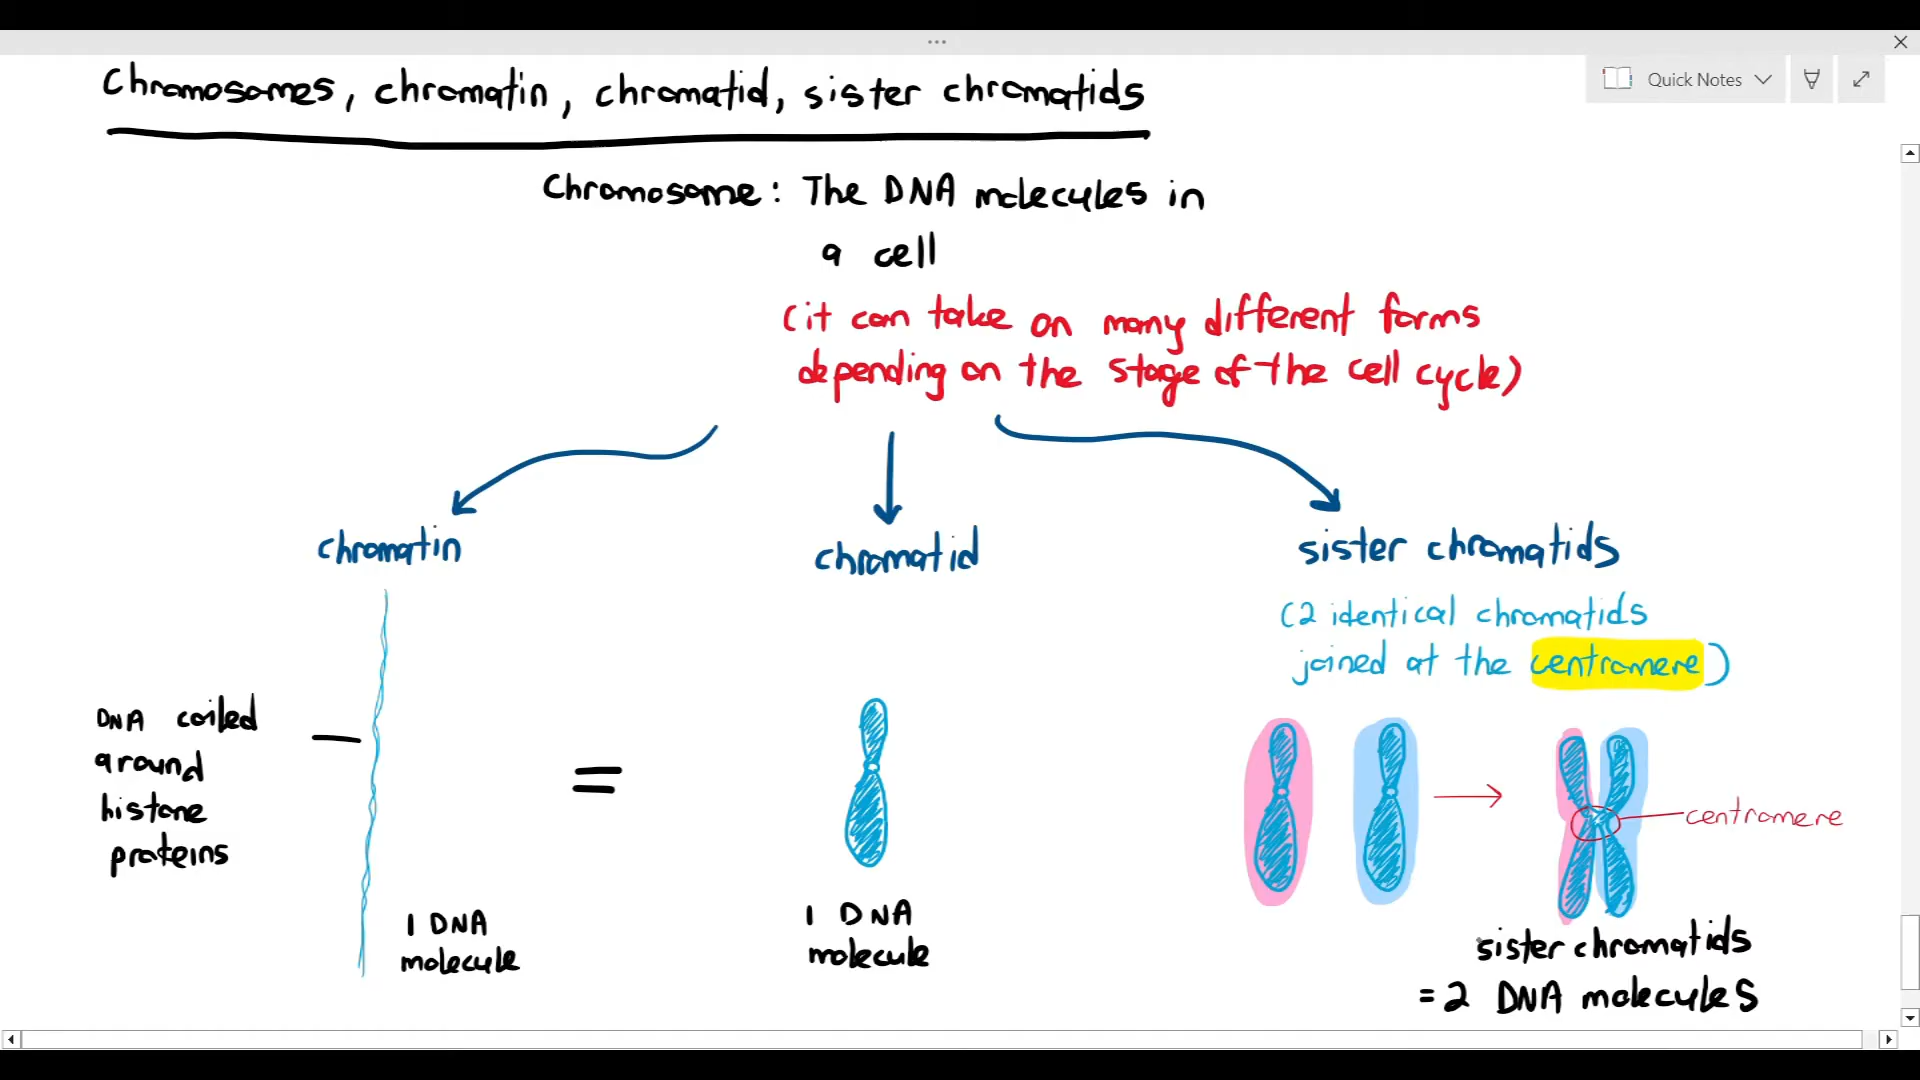 Quick Notes
Chromosomes, chromatin, chromatid, sister chromatids
Chromosome: The DNA molecules in
a cell
(it can take on many different forms
depending on the stage of the cell cycle)
chromatin
chromatid
sister chromatids
(2 identical chromatids
joined at the centromere)
DNA coiled
around
histone
proteins
=
centromere
1 DNA
molecule
1 DNA
molecule
sister chromatids
= 2 DNA molecules